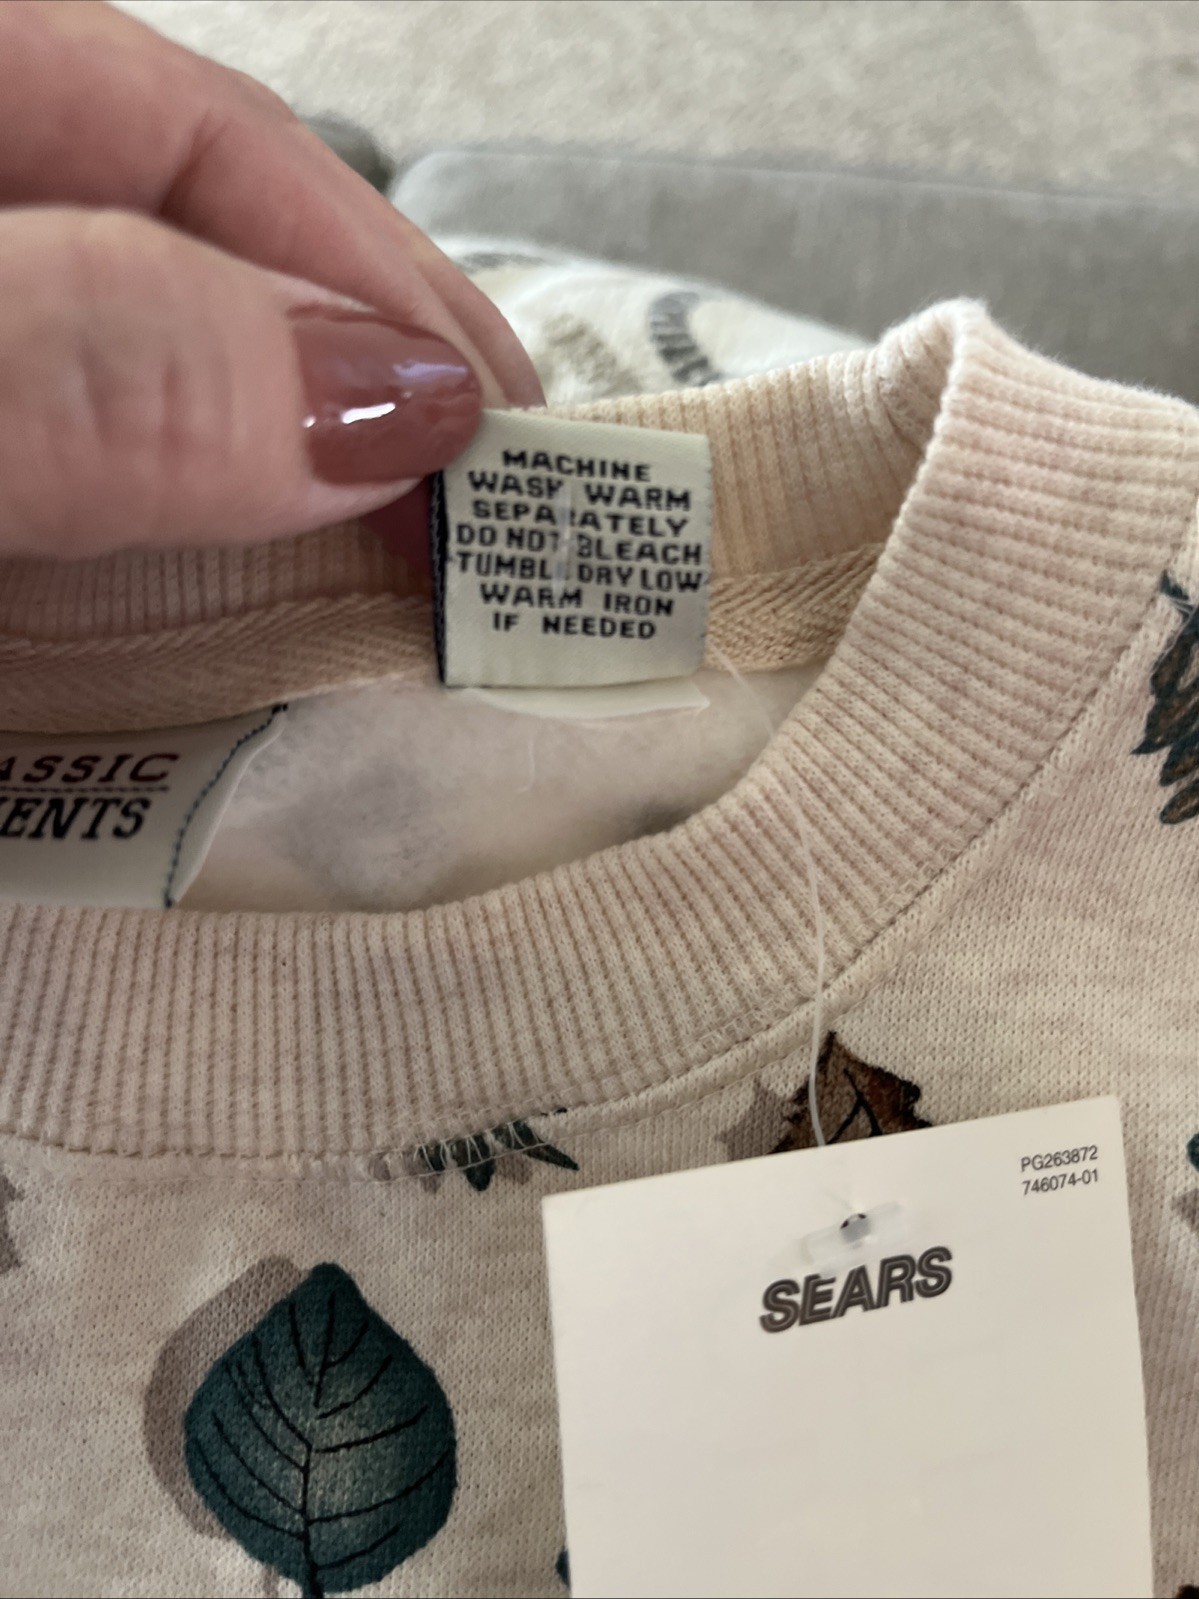 MACHINE
WASH WARM
SEPARATELY
DO NOT BLEACH
TUMBLE DRY LOW
WARM IRON
IF NEEDED
ASSIC
ENTS
PG263872
746074-01
SEARS